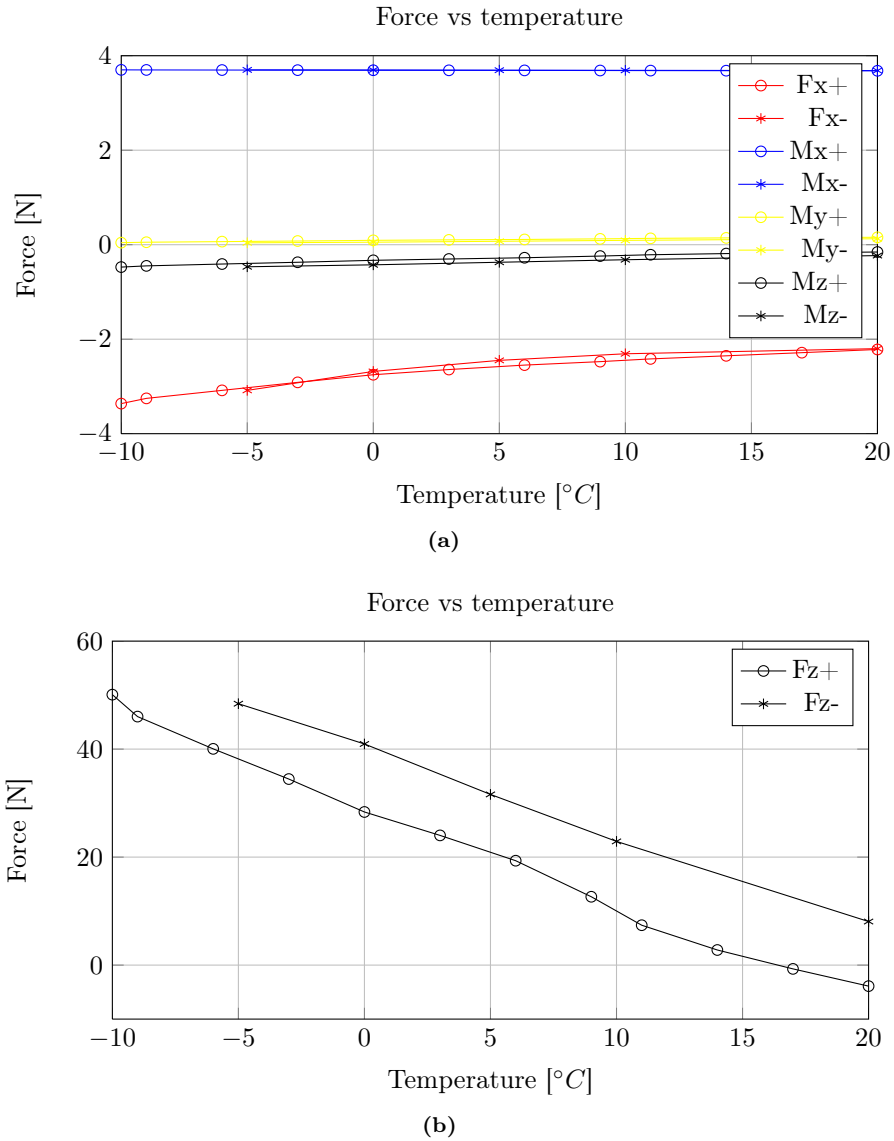 Force vs temperature
4
2
0
−2
−4
Force [N]
Fx+
Fx-
Mx+
Mx-
My+
My-
Mz+
Mz-
−10 −5 0 5 10 15 20
Temperature [°C]
(a)
Force vs temperature
60
40
20
0
Force [N]
Fz+
Fz-
−10 −5 0 5 10 15 20
Temperature [°C]
(b)